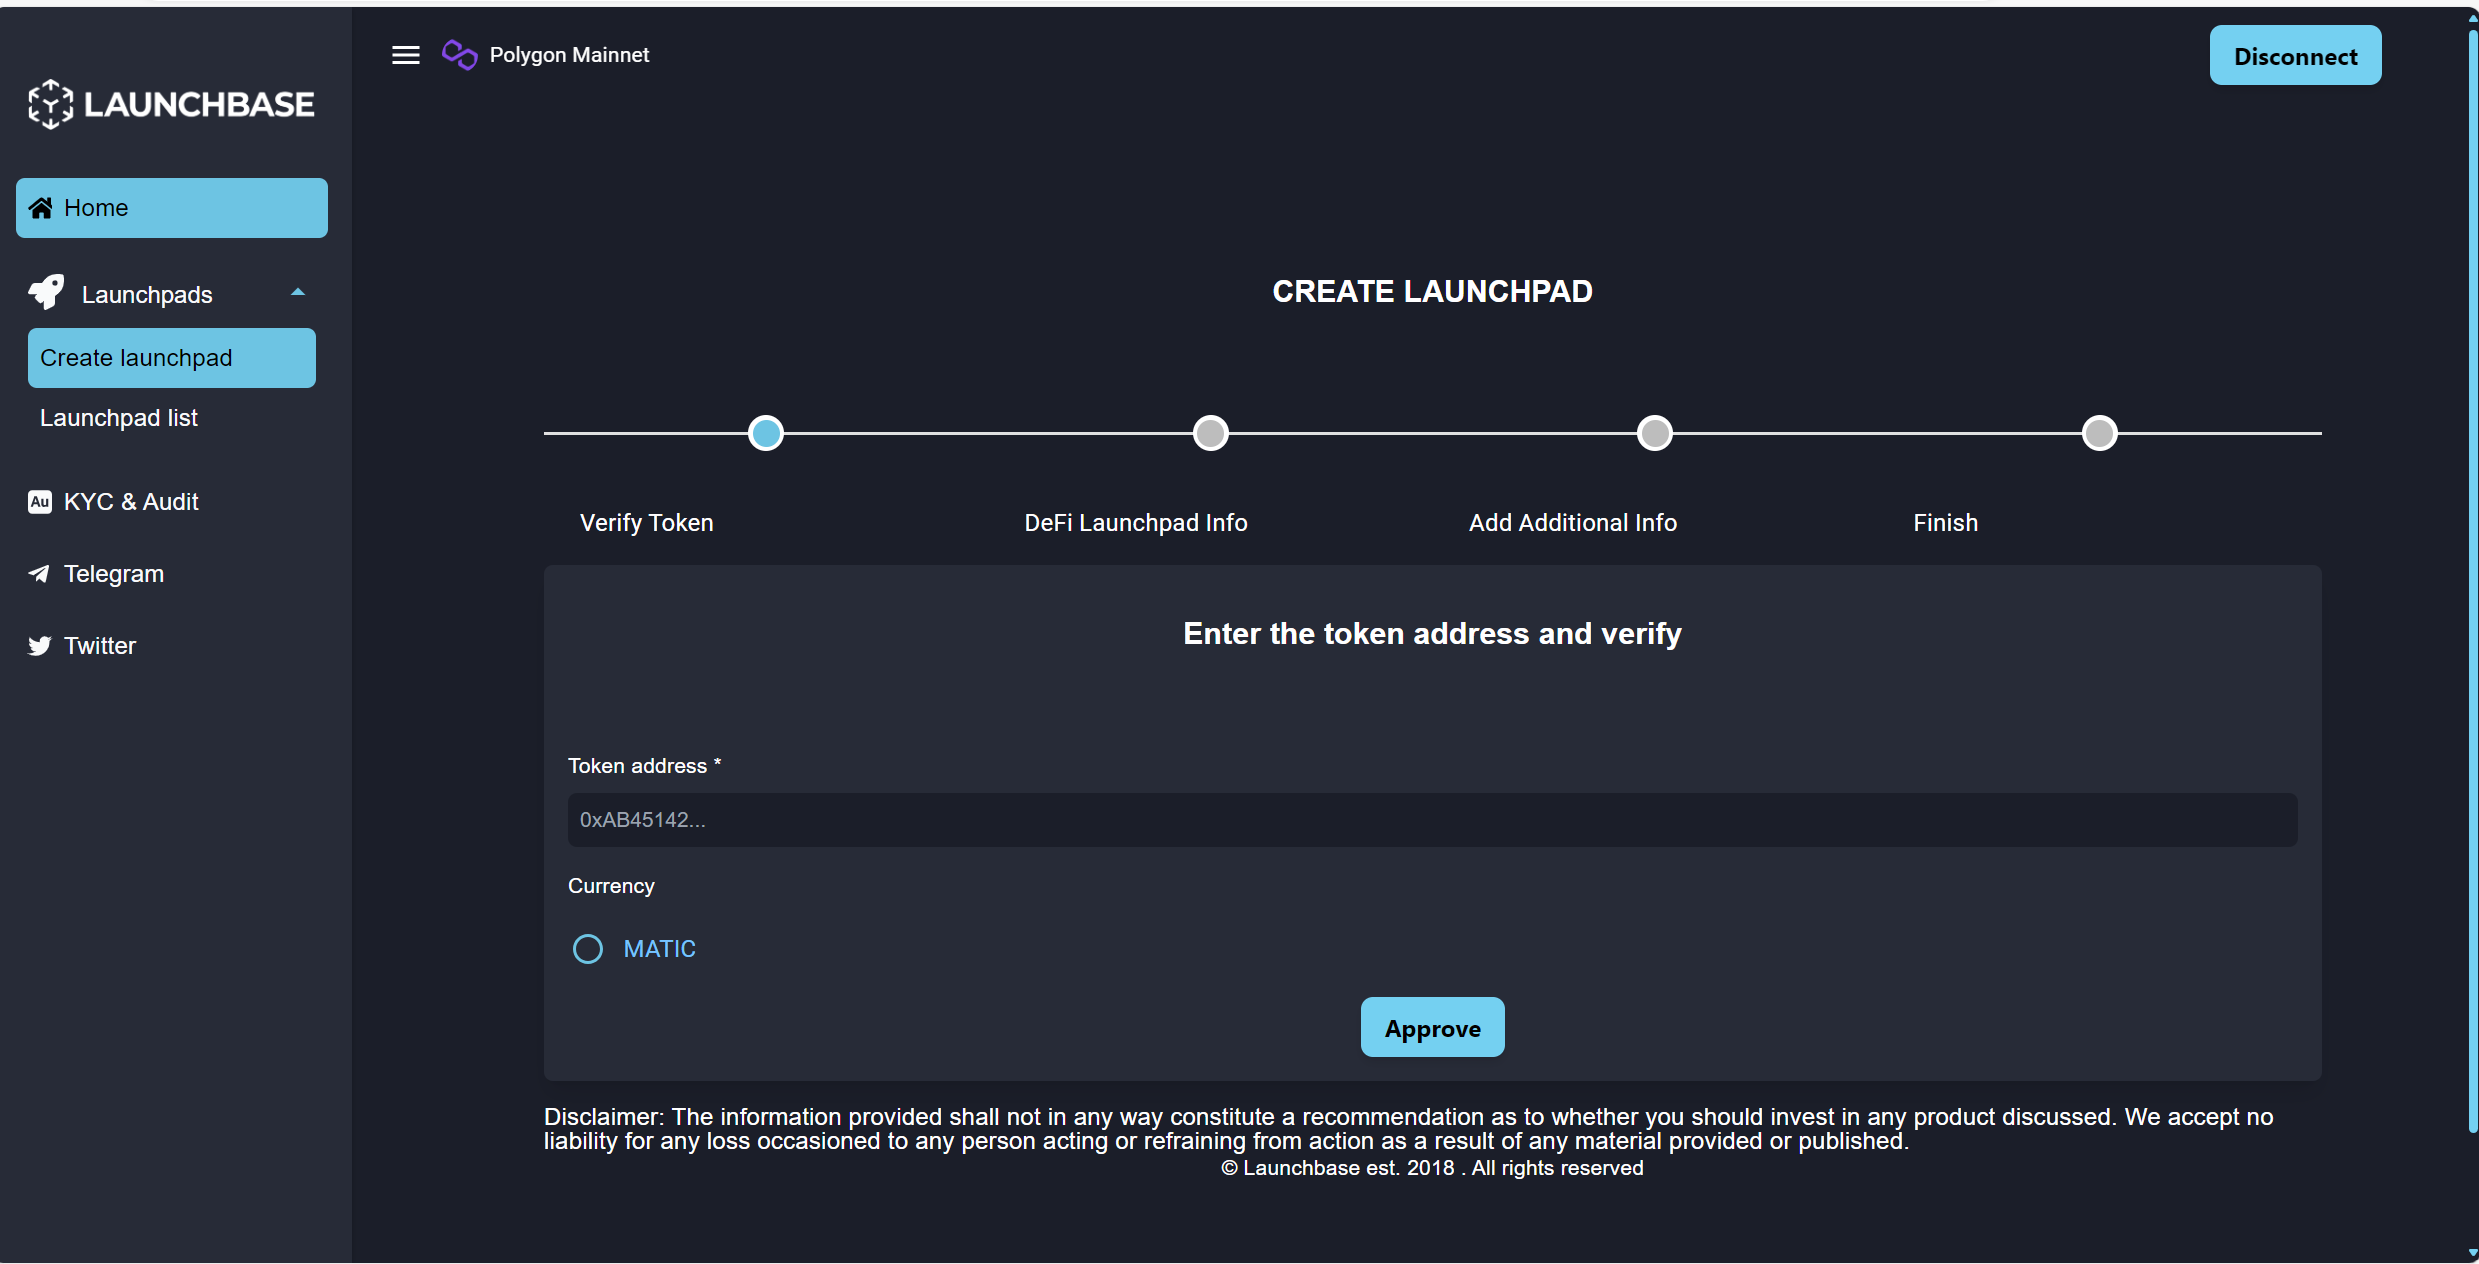 LAUNCHBASE
Home
Launchpads
Create launchpad
Launchpad list
Au KYC & Audit
Telegram
Twitter
Polygon Mainnet
Disconnect
CREATE LAUNCHPAD
Verify Token
DeFi Launchpad Info
Add Additional Info
Finish
Enter the token address and verify
Token address *
0xAB45142...
Currency
MATIC
Approve
Disclaimer: The information provided shall not in any way constitute a recommendation as to whether you should invest in any product discussed. We accept no
liability for any loss occasioned to any person acting or refraining from action as a result of any material provided or published.
© Launchbase est. 2018 . All rights reserved